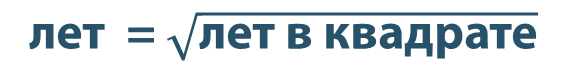 лет = √лет в квадрате